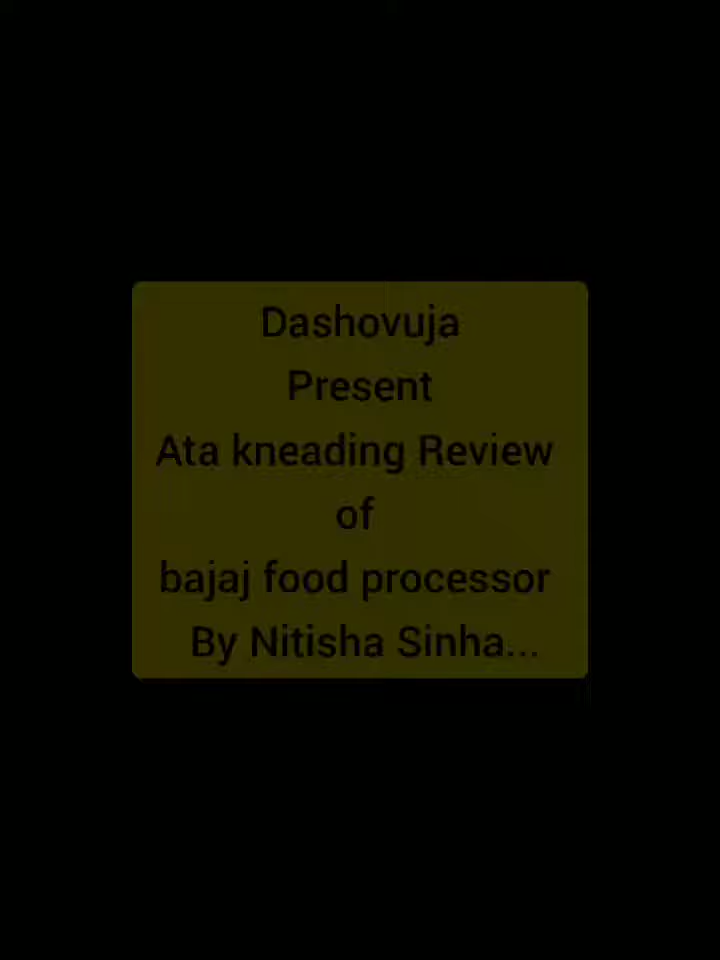 Dashovuja
Present
Ata kneading Review
of
bajaj food processor
By Nitisha Sinha...